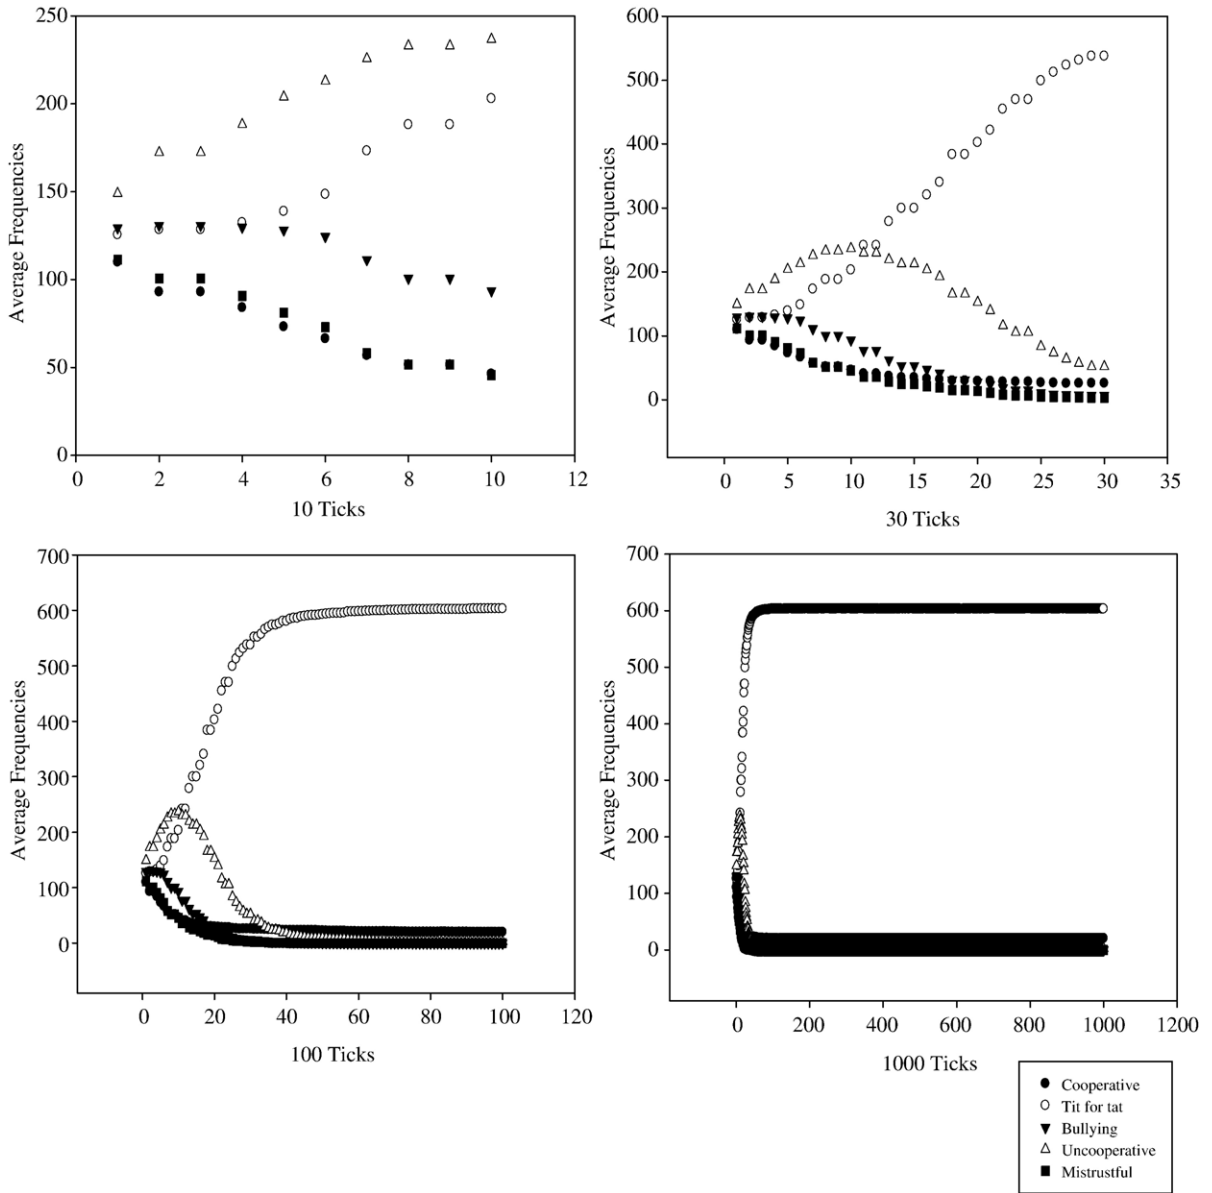 250
200
150
100
50
0
Average Frequencies
0 2 4 6 8 10 12
10 Ticks
600
500
400
300
200
100
0
Average Frequencies
0 5 10 15 20 25 30 35
30 Ticks
700
600
500
400
300
200
100
0
Average Frequencies
0 20 40 60 80 100 120
100 Ticks
700
600
500
400
300
200
100
0
Average Frequencies
0 200 400 600 800 1000 1200
1000 Ticks
Cooperative
Tit for tat
Bullying
Uncooperative
Mistrustful